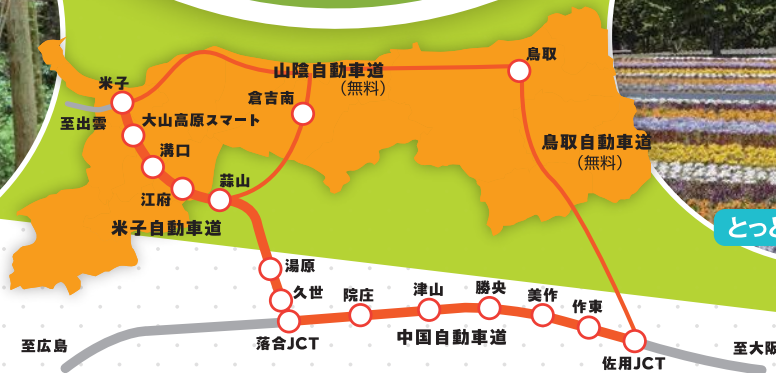 鳥取
山陰自動車道
(無料)
米子
倉吉南
至出雲
大山高原スマート
鳥取自動車道
(無料)
溝口
蒜山
江府
米子自動車道
湯原
久世
院庄
津山
勝央
美作
作東
落合JCT
中国自動車道
至広島
至大阪
佐用JCT